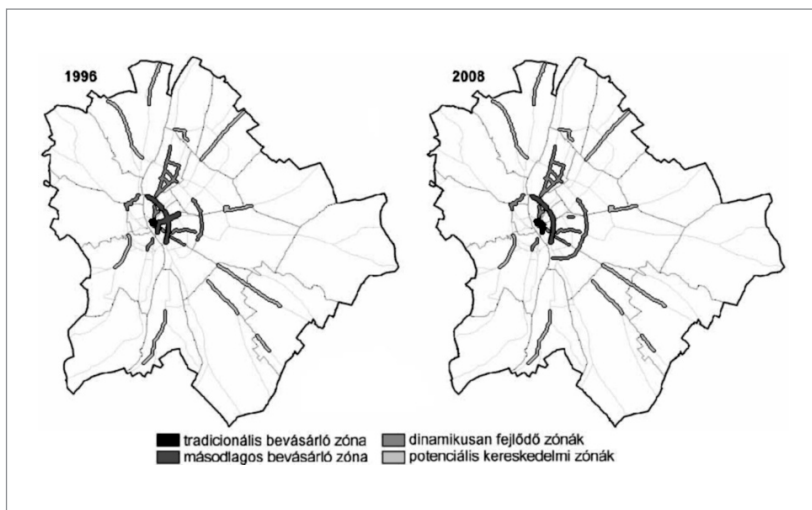 1996
2008
tradicionális bevásárló zóna
dinamikusan fejlődő zónák
másodlagos bevásárló zóna
potenciális kereskedelmi zónák